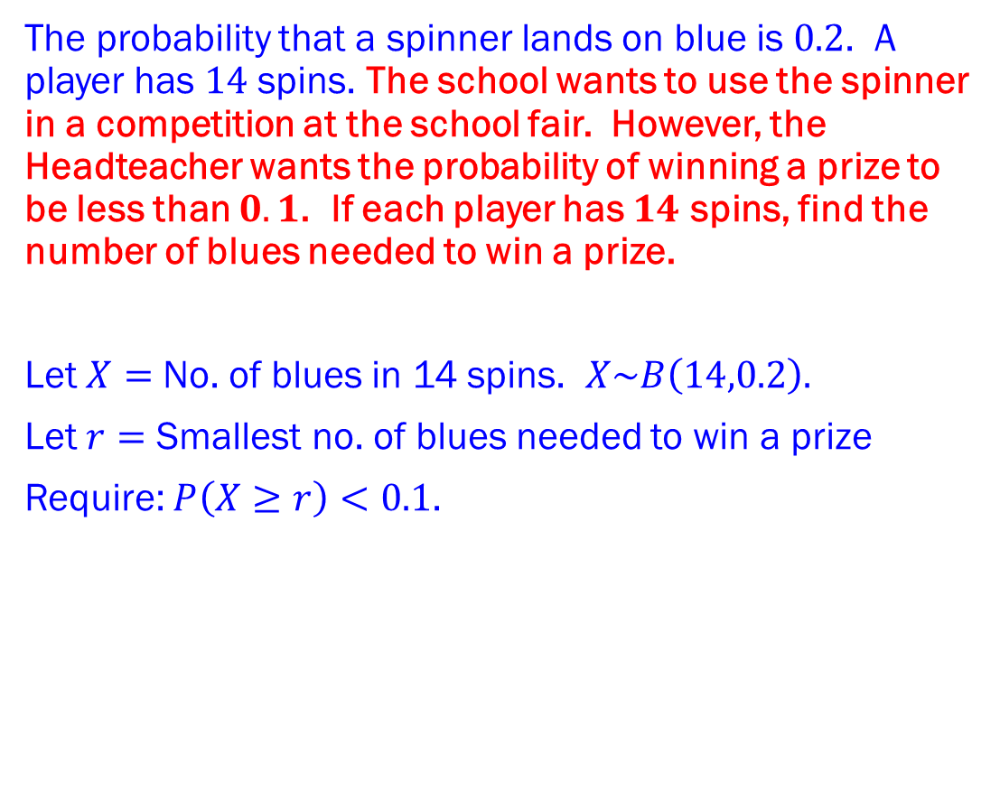 The probability that a spinner lands on blue is 0.2. A
player has 14 spins. The school wants to use the spinner
in a competition at the school fair. However, the
Headteacher wants the probability of winning a prize to
be less than 0.1. If each player has 14 spins, find the
number of blues needed to win a prize.
Let X = No. of blues in 14 spins. X~B(14,0.2).
Let r = Smallest no. of blues needed to win a prize
Require: P(X ≥ r) < 0.1.